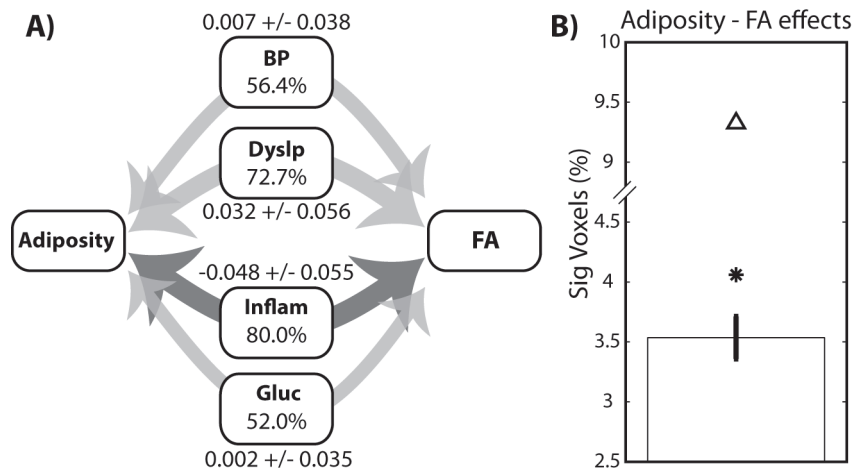 A)
0.007 +/- 0.038
BP
56.4%
Dyslp
72.7%
0.032 +/- 0.056
Adiposity
FA
-0.048 +/- 0.055
Inflam
80.0%
Gluc
52.0%
0.002 +/- 0.035
B)
Adiposity - FA effects
Sig Voxels (%)
10
9.5
9
4.5
4
3.5
3
2.5